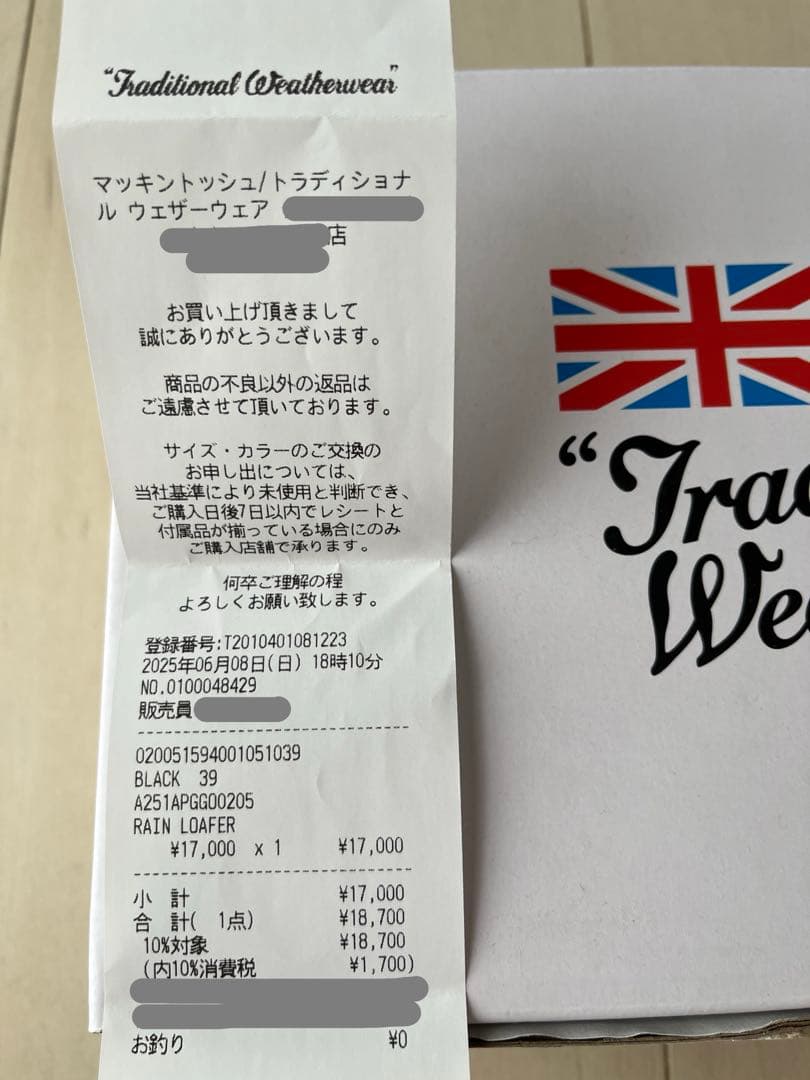 “Traditional Weatherwear”
マッキントッシュ/トラディショナ
ル ウェザーウェア
店
お買い上げ頂きまして
誠にありがとうございます。
商品の不良以外の返品は
ご遠慮させて頂いております。
サイズ・カラーのご交換の
お申し出については、
当社基準により未使用と判断でき、
ご購入日後7日以内でレシートと
付属品が揃っている場合にのみ
ご購入店舗で承ります。
何卒ご理解の程
よろしくお願い致します。
登録番号:T2010401081223
2025年06月08日(日) 18時10分
NO.0100048429
販売員
020051594001051039
BLACK 39
A251APGG00205
RAIN LOAFER
¥17,000 x 1 ¥17,000
小 計 ¥17,000
合 計( 1点) ¥18,700
10%対象 ¥18,700
(内10%消費税 ¥1,700)
お釣り ¥0
“Trad
We